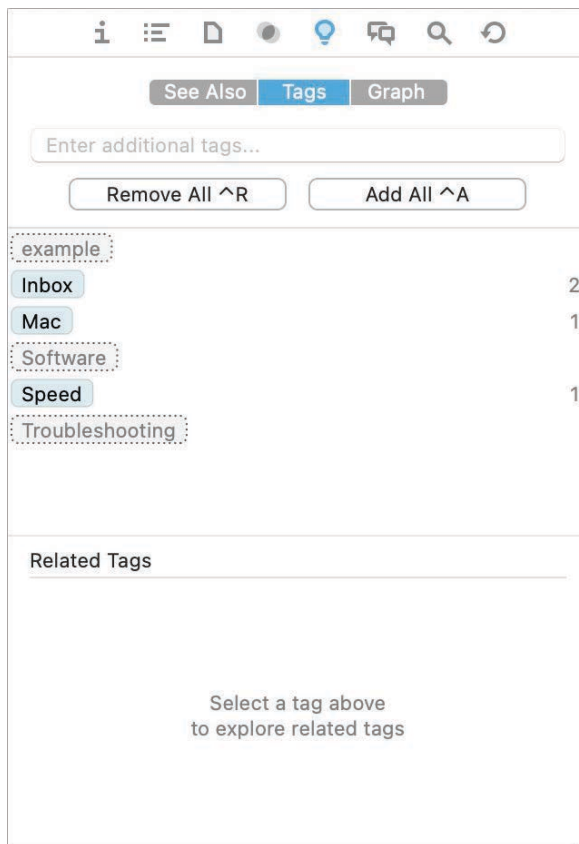 See Also Tags Graph
Enter additional tags...
Remove All ^R Add All ^A
example
Inbox 2
Mac 1
Software
Speed 1
Troubleshooting
Related Tags
Select a tag above
to explore related tags